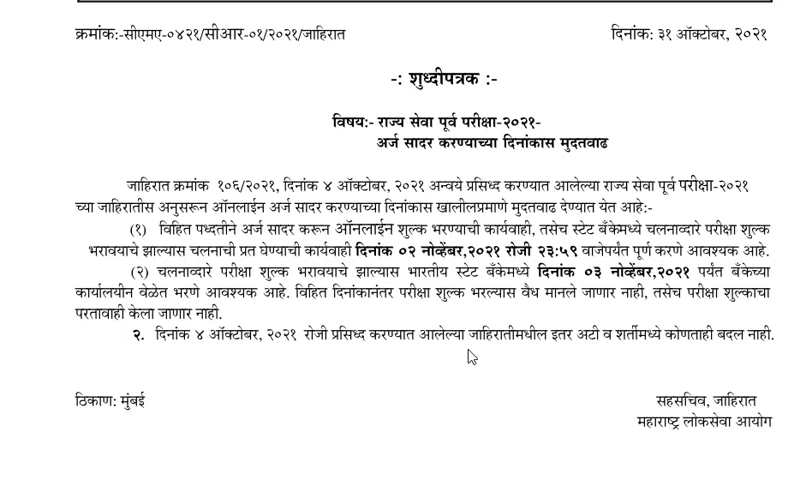 क्रमांक:-सीएमए-०४२१/सीआर-०१/२०२१/जाहिरात दिनांक: ३१ ऑक्टोबर, २०२१
-: शुध्दीपत्रक :-
विषय:- राज्य सेवा पूर्व परीक्षा-२०२१-
अर्ज सादर करण्याच्या दिनांकास मुदतवाढ
जाहिरात क्रमांक १०६/२०२१, दिनांक ४ ऑक्टोबर, २०२१ अन्वये प्रसिध्द करण्यात आलेल्या राज्य सेवा पूर्व परीक्षा-२०२१
च्या जाहिरातीस अनुसरून ऑनलाईन अर्ज सादर करण्याच्या दिनांकास खालीलप्रमाणे मुदतवाढ देण्यात येत आहे:-
(१) विहित पध्दतीने अर्ज सादर करून ऑनलाईन शुल्क भरण्याची कार्यवाही, तसेच स्टेट बँकेमध्ये चलनाव्दारे परीक्षा शुल्क
भरावयाचे झाल्यास चलनाची प्रत घेण्याची कार्यवाही दिनांक ०२ नोव्हेंबर,२०२१ रोजी २३:५९ वाजेपर्यंत पूर्ण करणे आवश्यक आहे.
(२) चलनाव्दारे परीक्षा शुल्क भरावयाचे झाल्यास भारतीय स्टेट बँकेमध्ये दिनांक ०३ नोव्हेंबर,२०२१ पर्यंत बँकेच्या
कार्यालयीन वेळेत भरणे आवश्यक आहे. विहित दिनांकानंतर परीक्षा शुल्क भरल्यास वैध मानले जाणार नाही, तसेच परीक्षा शुल्काचा
परतावाही केला जाणार नाही.
२. दिनांक ४ ऑक्टोबर, २०२१ रोजी प्रसिध्द करण्यात आलेल्या जाहिरातीमधील इतर अटी व शर्तीमध्ये कोणताही बदल नाही.
ठिकाण: मुंबई सहसचिव, जाहिरात
महाराष्ट्र लोकसेवा आयोग